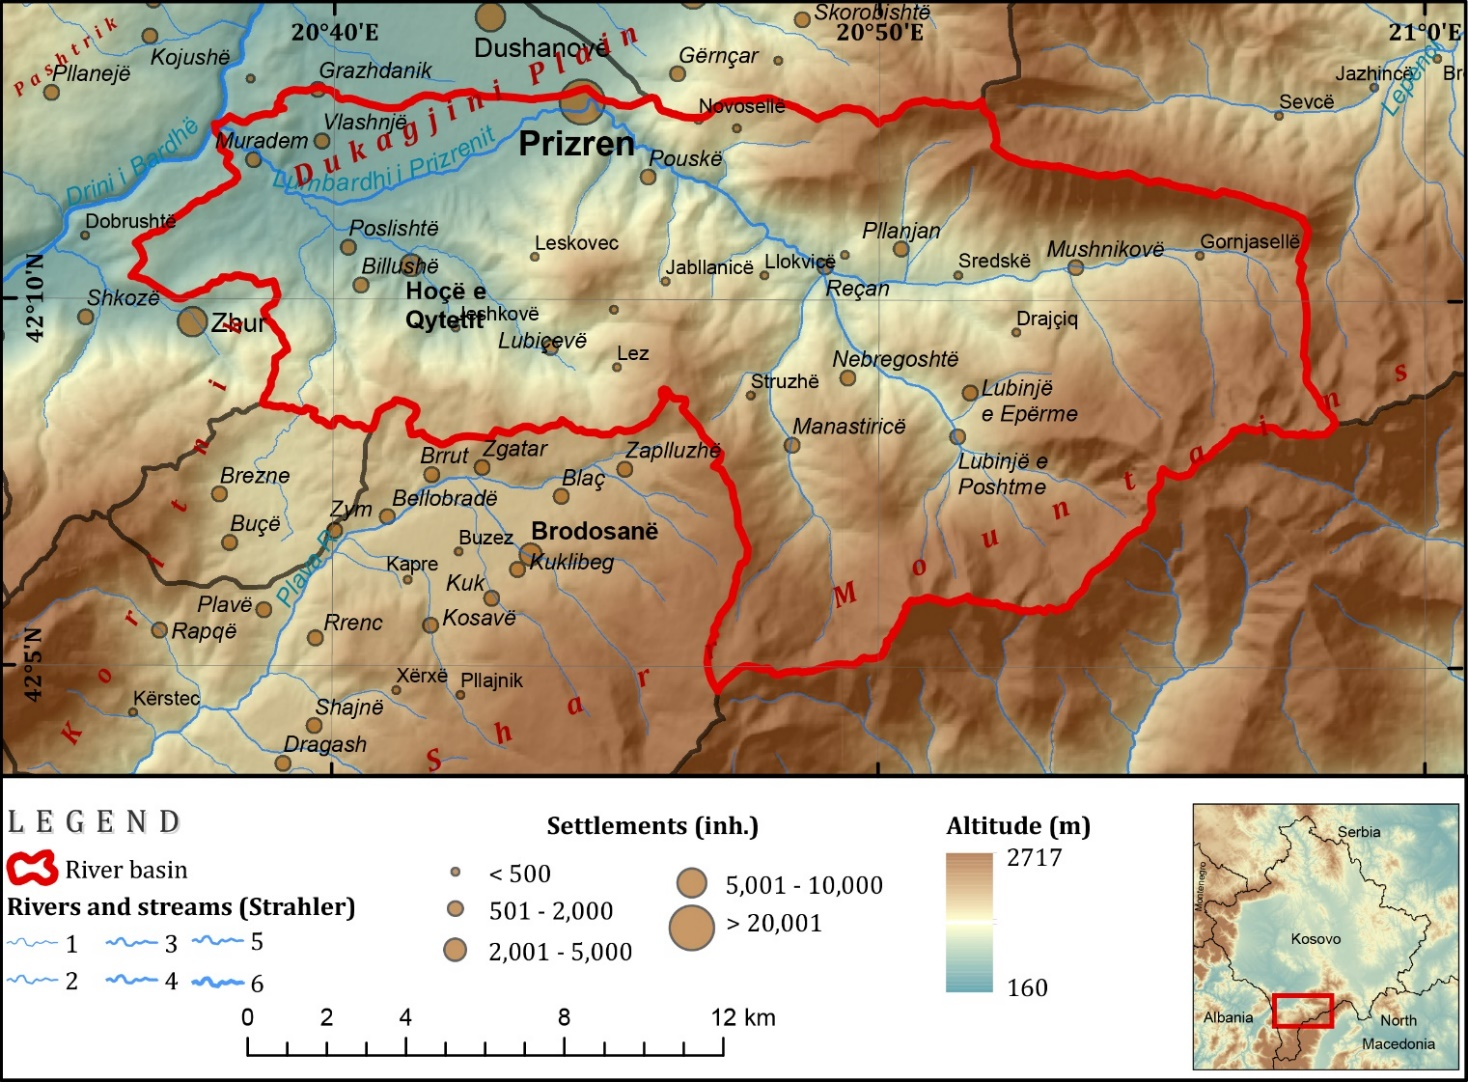 20°40'E
20°50'E
21°0'E
Skorobishtë
Dushanovë
Kojushë
Pllanejë
Pashtrik
Grazhdanik
Gërnçar
Jazhincë
Br
Lepenci
Sevcë
Novosellë
Dukagjini Plain
Vlashnjë
Muradem
Prizren
Drini i Bardhë
Lumbardhi i Prizrenit
Pouskë
Dobrushtë
Poslishtë
Leskovec
Pllanjan
Mushnikovë
Gornjasellë
Billushë
Jabllanicë
Llokvicë
Sredskë
42°10'N
Shkozë
Hoçë e
Qytetit
Reçan
Zhur
Jeshkovë
Drajçiq
Lubiçevë
Lez
Nebregoshtë
Struzhë
Lubinjë
e Epërme
Manastiricë
Brrut
Zgatar
Zaplluzhë
Lubinjë e
Poshtme
Brezne
Bellobradë
Blaç
Zym
Buçë
Brodosanë
Buzez
Kuklibeg
Kapre
Kuk
Plava R.
Plavë
Kosavë
Rapqë
Rrenc
42°5'N
Xërxë
Pllajnik
Kërstec
Shajnë
Dragash
Koritnik
Sharr Mountains
LEGEND
River basin
Rivers and streams (Strahler)
1
3
5
2
4
6
Settlements (inh.)
< 500
501 - 2,000
2,001 - 5,000
5,001 - 10,000
> 20,001
Altitude (m)
2717
160
0
2
4
8
12 km
Serbia
Montenegro
Kosovo
Albania
North
Macedonia